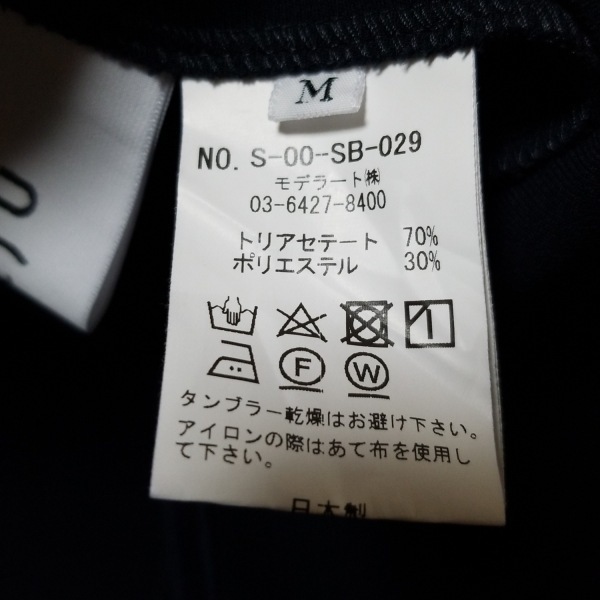 M
NO. S-00--SB-029
モデラート㈱
03-6427-8400
トリアセテート 70%
ポリエステル 30%
F W
タンブラー乾燥はお避け下さい。
アイロンの際はあて布を使用し
て下さい。
日本製